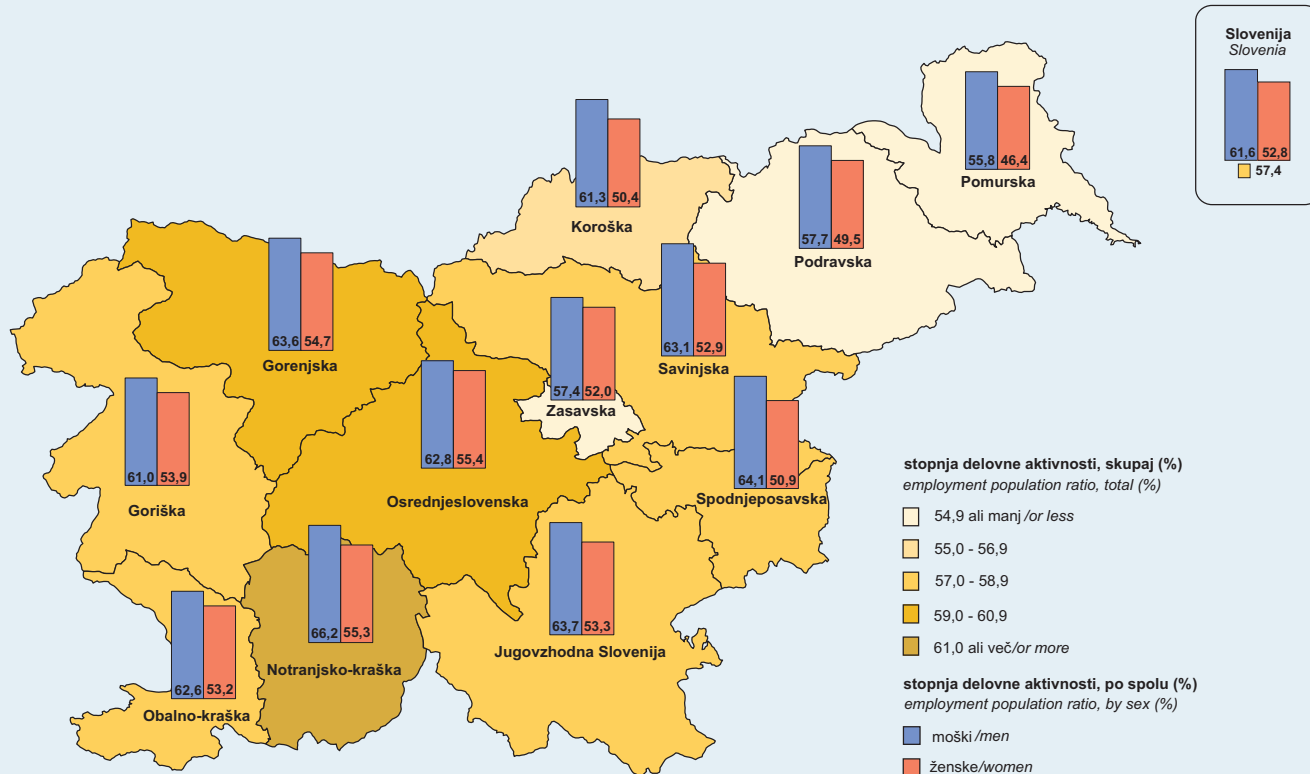 Slovenija
Slovenia
61,6 52,8
57,4
55,8 46,4
Pomurska
61,3 50,4
Koroška
57,7 49,5
Podravska
63,6 54,7
Gorenjska
63,1 52,9
Savinjska
57,4 52,0
Zasavska
62,8 55,4
Osrednjeslovenska
61,0 53,9
Goriška
64,1 50,9
Spodnjeposavska
66,2 55,3
Notranjsko-kraška
63,7 53,3
Jugovzhodna Slovenija
62,6 53,2
Obalno-kraška
stopnja delovne aktivnosti, skupaj (%)
employment population ratio, total (%)
54,9 ali manj /or less
55,0 - 56,9
57,0 - 58,9
59,0 - 60,9
61,0 ali več/or more
stopnja delovne aktivnosti, po spolu (%)
employment population ratio, by sex (%)
moški /men
ženske/women